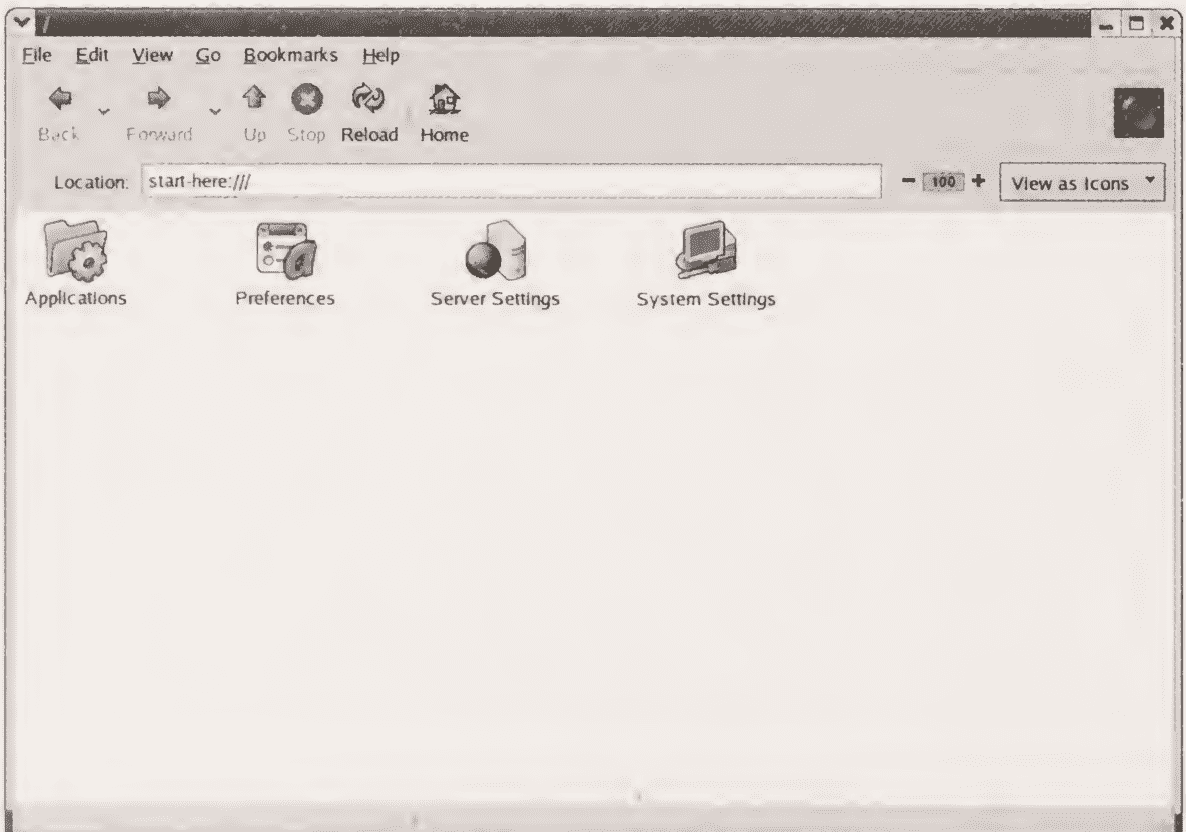 /
File Edit View Go Bookmarks Help
Back Forward Up Stop Reload Home
Location: start-here:/// 100 View as Icons
Applications Preferences Server Settings System Settings